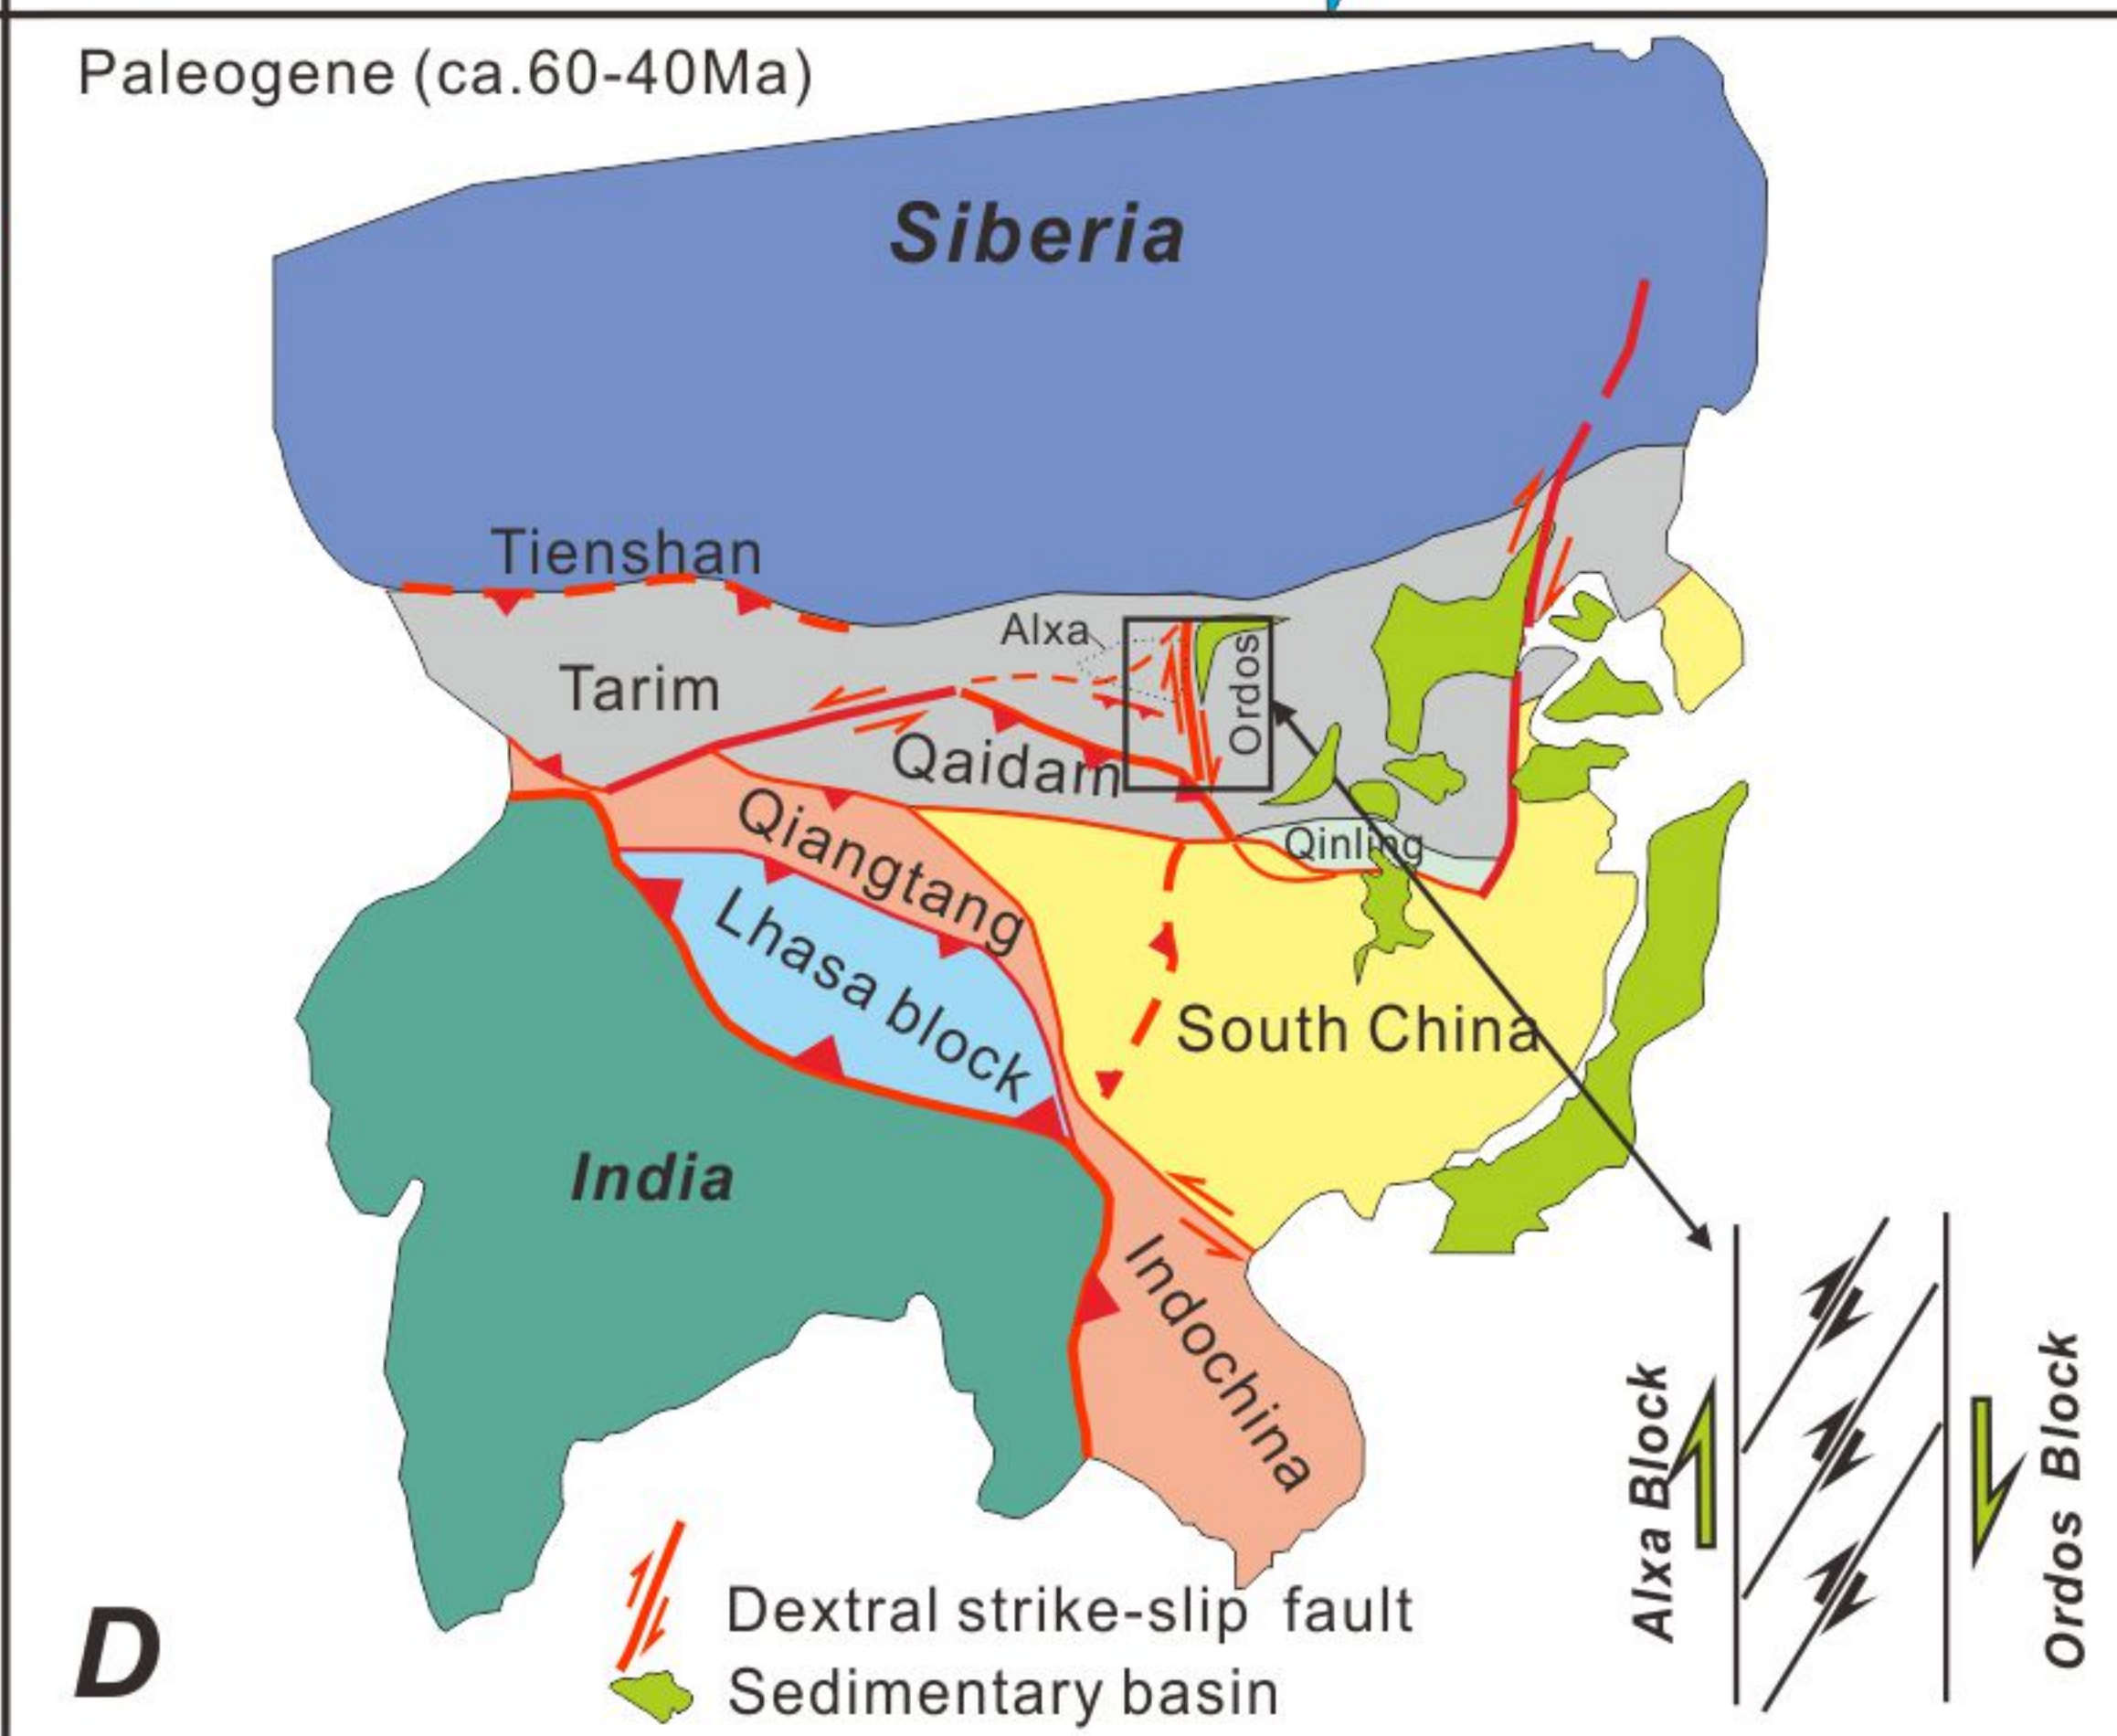 Paleogene (ca.60-40Ma)
Siberia
Tienshan
Alxa
Tarim
Ordos
Qaidam
Qiangtang
Qinling
Lhasa block
South China
India
Indochina
Alxa Block
Ordos Block
Dextral strike-slip fault
Sedimentary basin
D